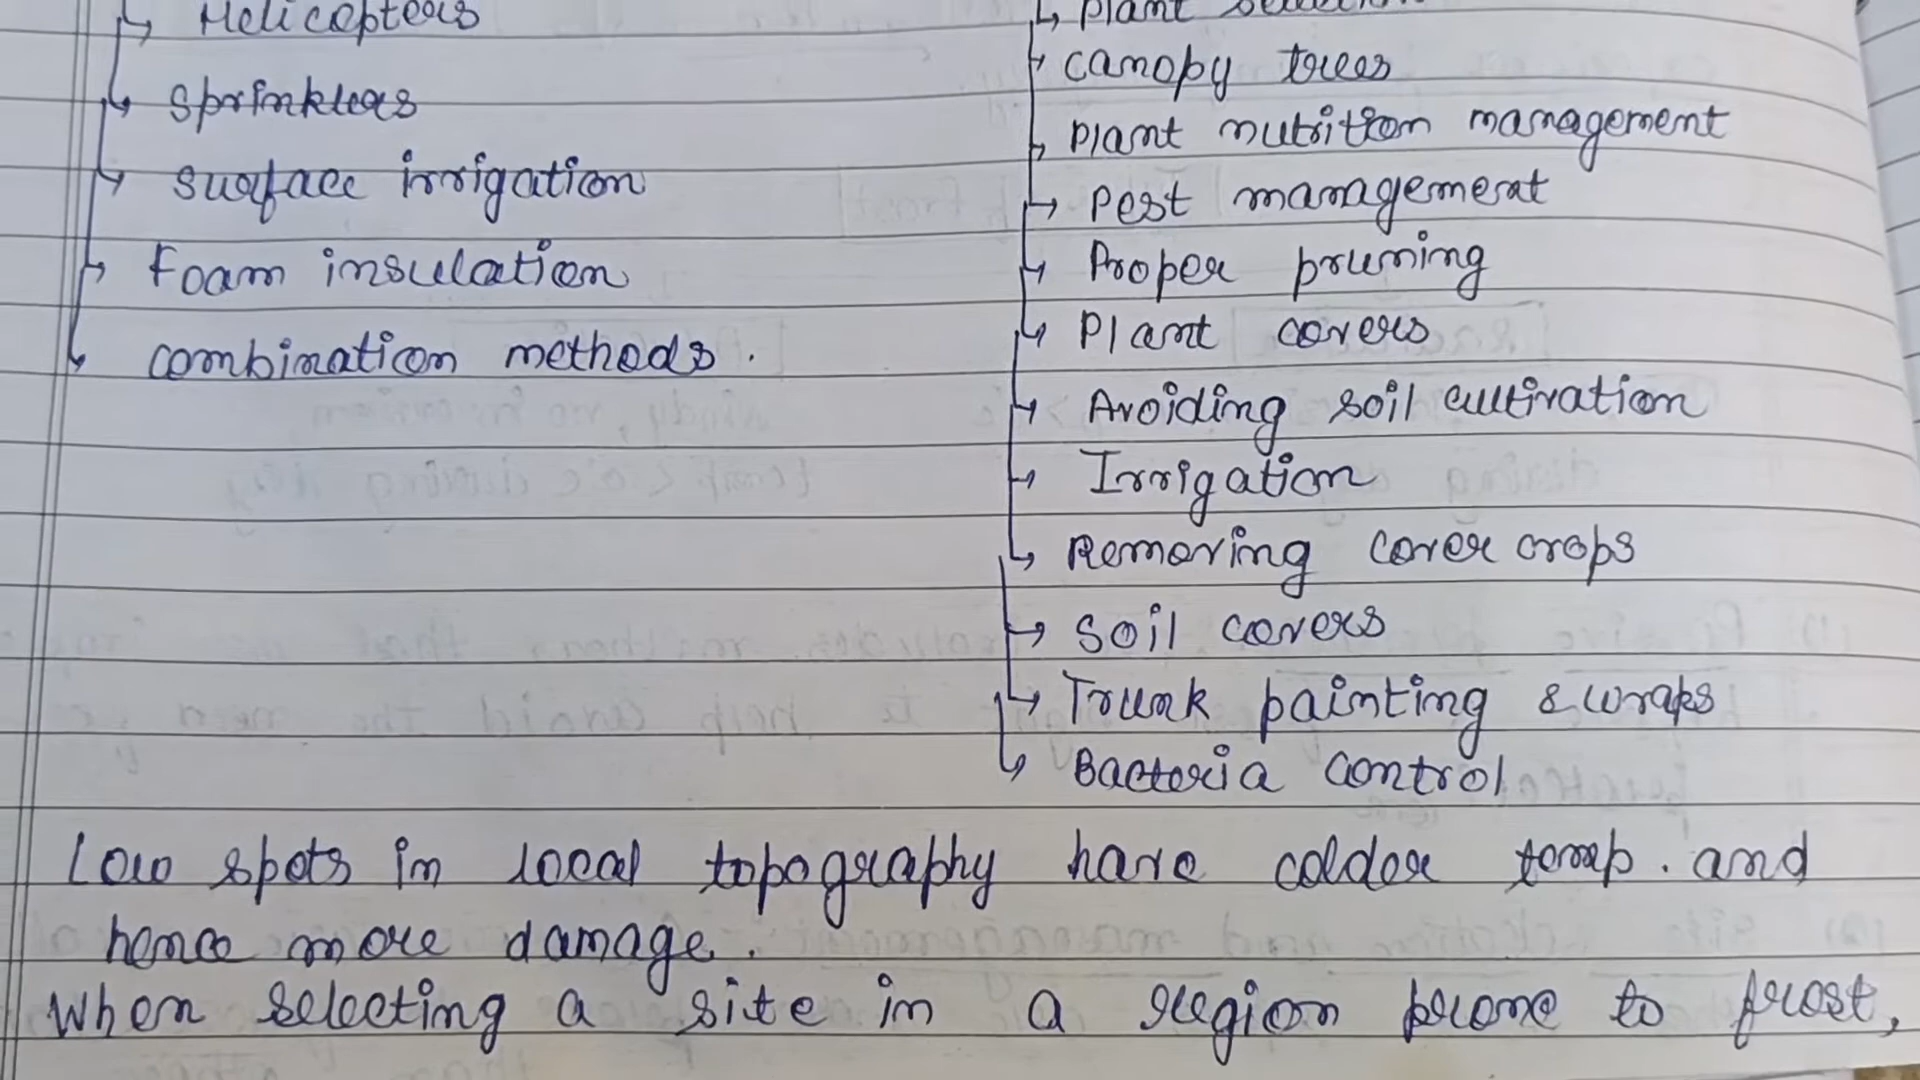 Helicopters
Sprinklers
Surface irrigation
Foam insulation
combination methods.
Plant selection
canopy trees
Plant nutrition management
Pest management
Proper pruning
Plant covers
Avoiding soil cultivation
Irrigation
Removing cover crops
Soil covers
Trunk painting & wraps
Bacteria control
Low spots in local topography have colder temp. and
hence more damage.
When selecting a site in a region prone to frost,